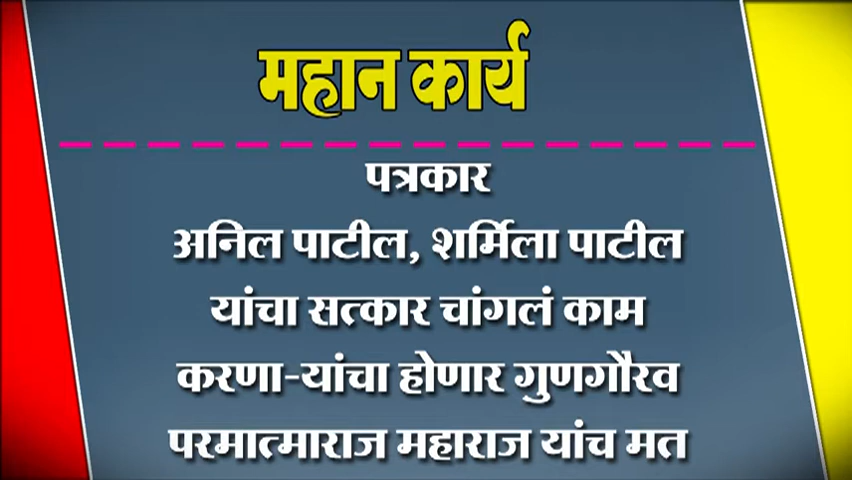 महान कार्य
पत्रकार
अनिल पाटील, शर्मिला पाटील
यांचा सत्कार चांगलं काम
करणा-यांचा होणार गुणगौरव
परमात्माराज महाराज यांच मत